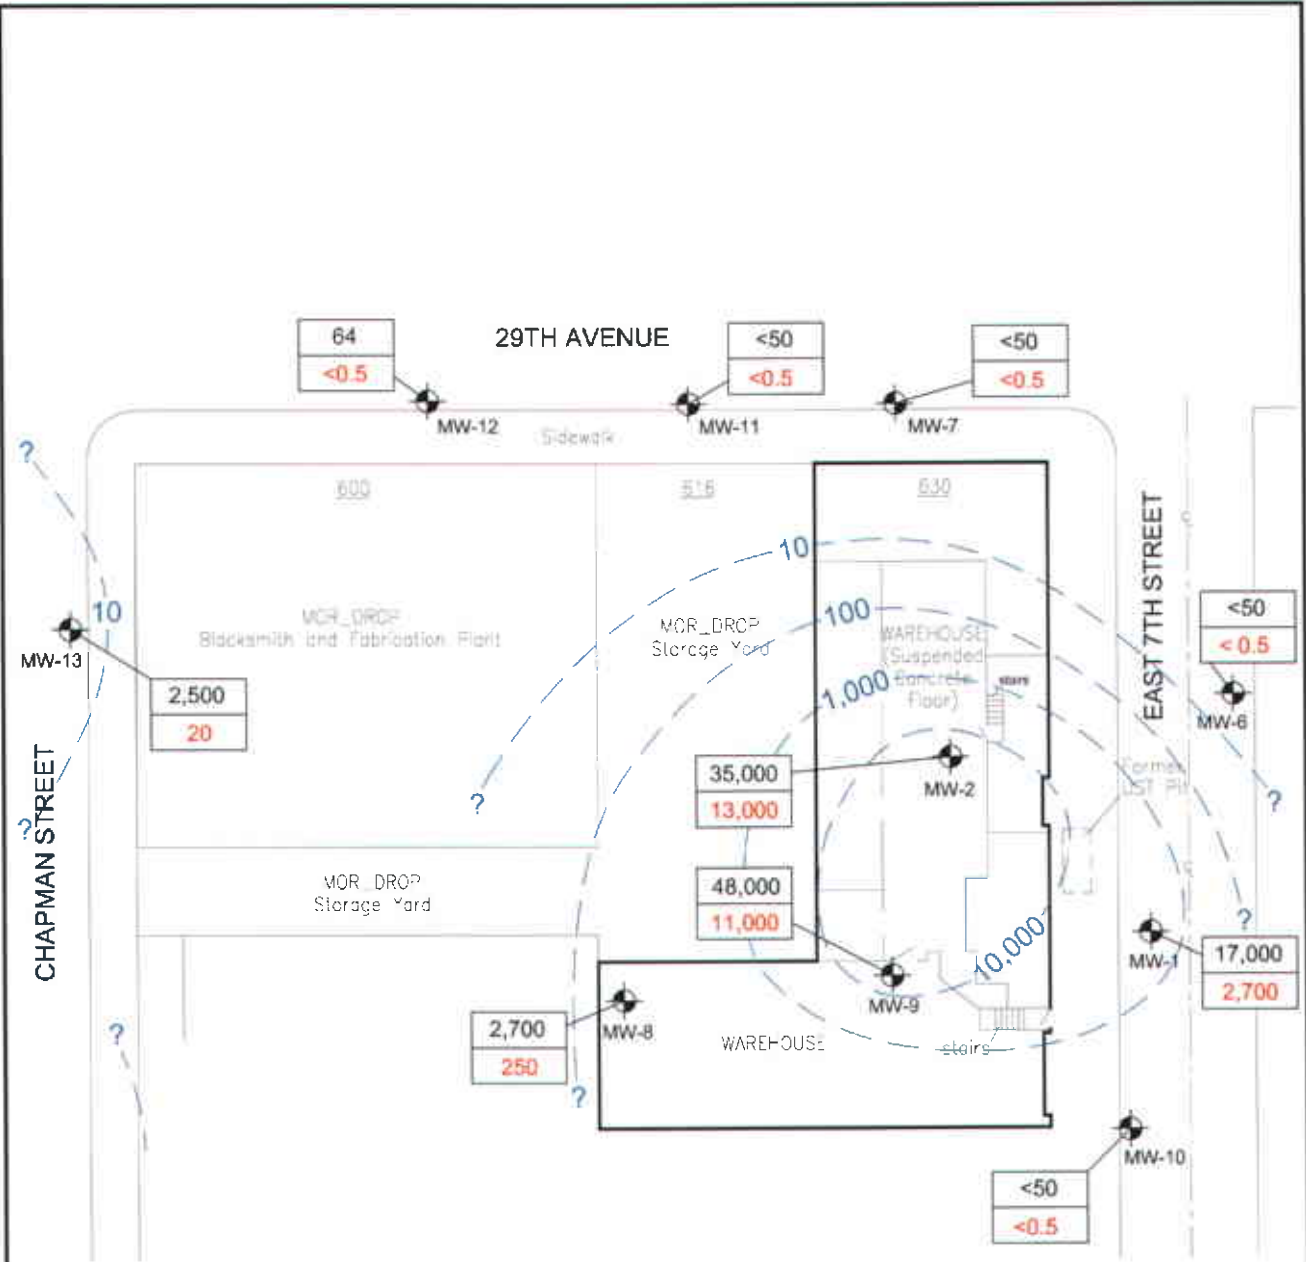 29TH AVENUE
64
<0.5
MW-12
<50
<0.5
MW-11
<50
<0.5
MW-7
Sidewalk
?
600
616
630
EAST 7TH STREET
10
10
MOR_DROP
Blacksmith and Fabrication Plant
MOR_DROP
Storage Yard
100
WAREHOUSE
(Suspended
Concrete
Floor)
stairs
1,000
<50
<0.5
MW-6
MW-13
2,500
20
CHAPMAN STREET
?
?
35,000
13,000
MW-2
Former
UST Pit
?
MOR_DROP
Storage Yard
48,000
11,000
MW-9
10,000
?
MW-1
17,000
2,700
?
2,700
250
MW-8
WAREHOUSE
stairs
?
MW-10
<50
<0.5